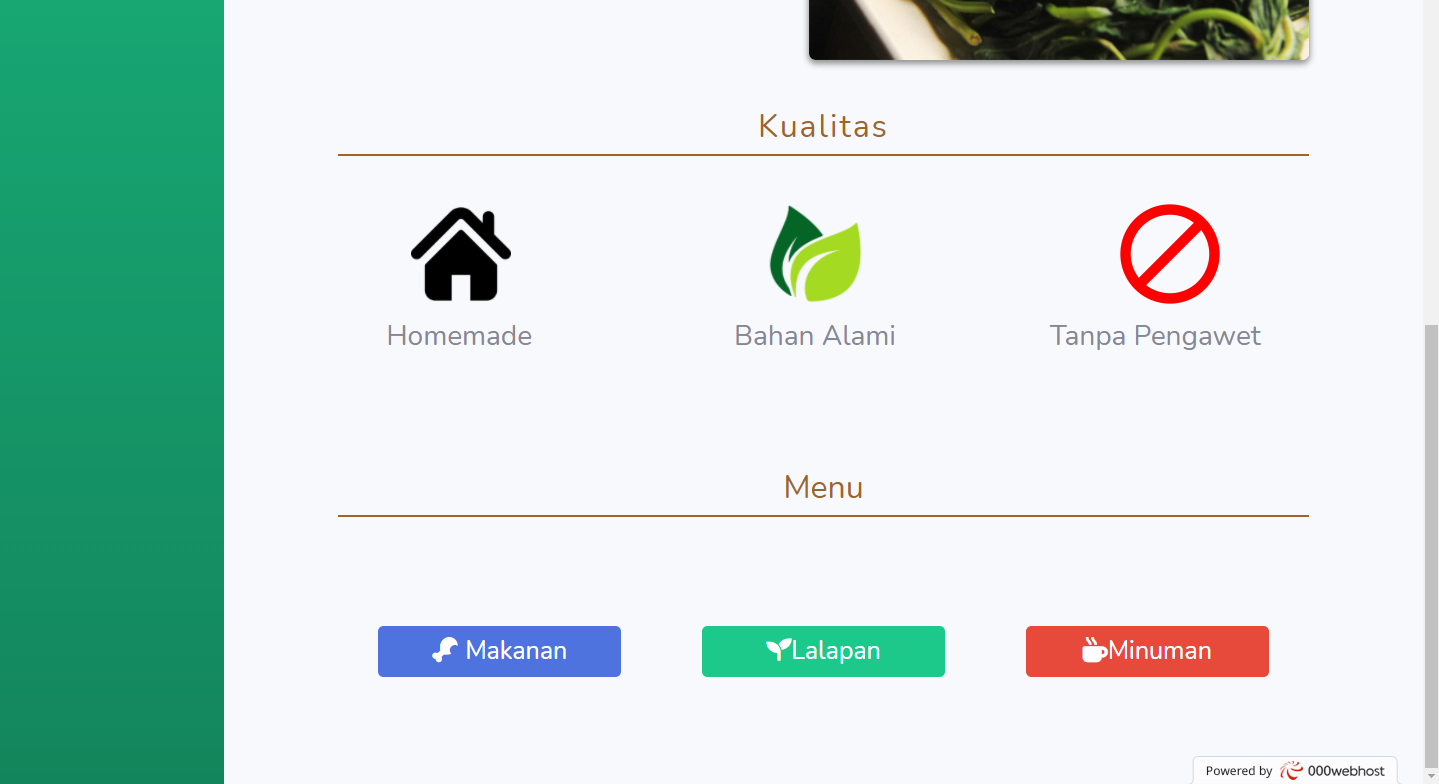 Kualitas
Homemade
Bahan Alami
Tanpa Pengawet
Menu
Makanan
Lalapan
Minuman
Powered by 000webhost